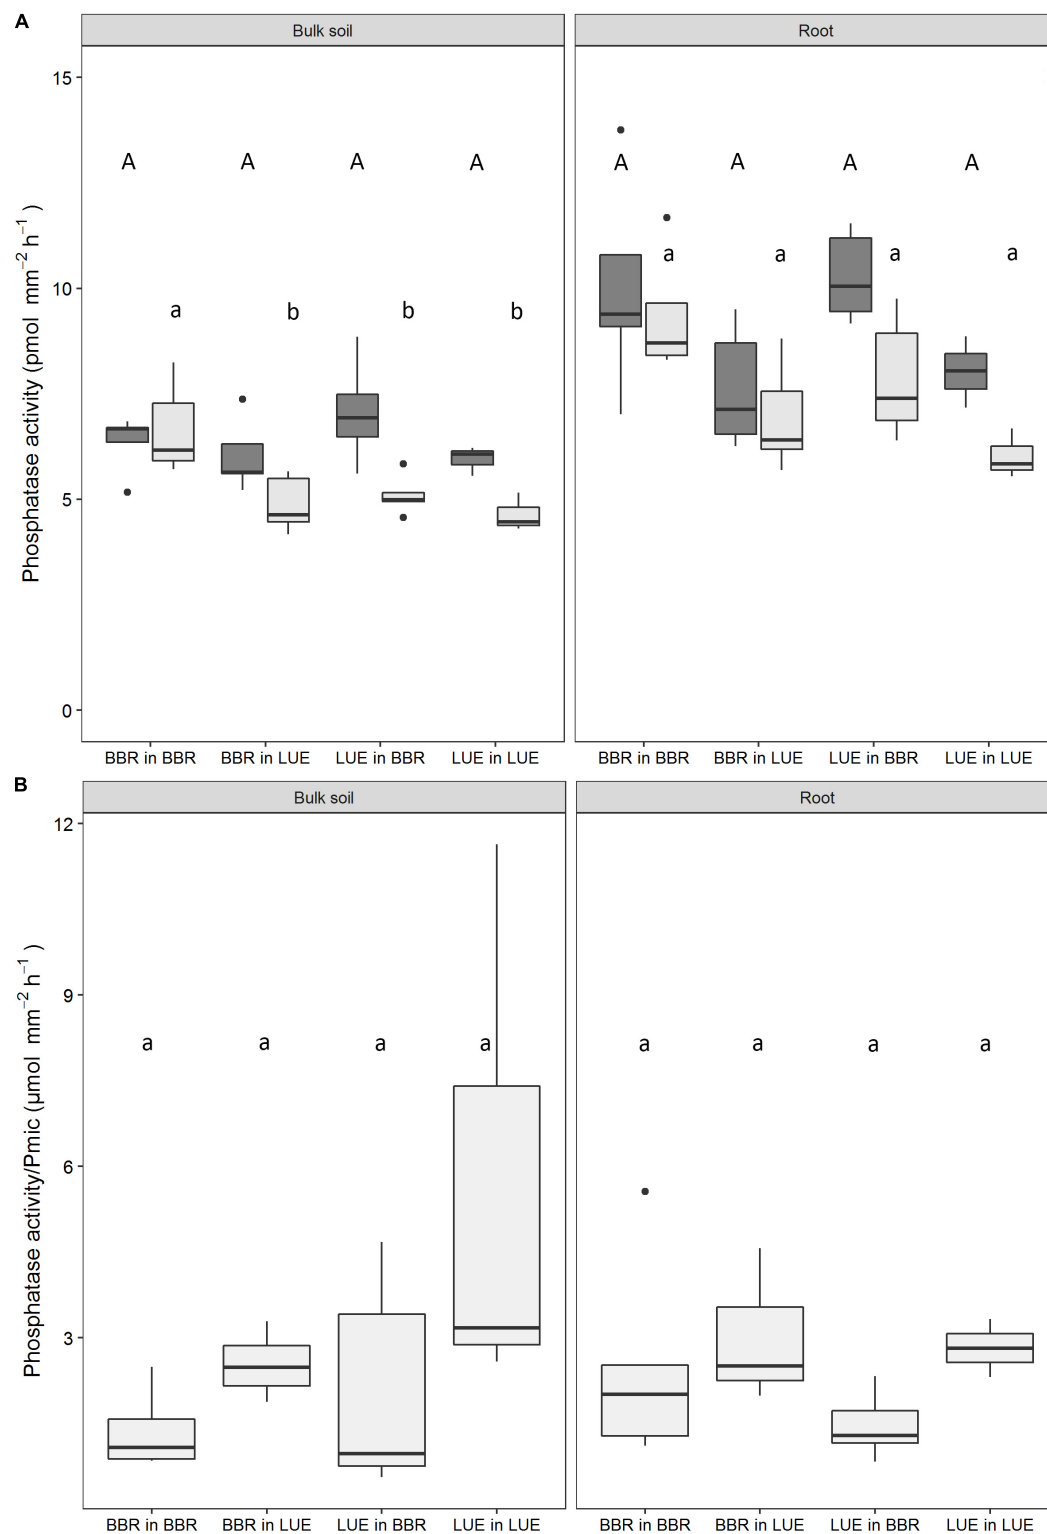 A
Bulk soil
Root
Phosphatase activity (pmol mm−2 h−1 )
15
10
5
0
A A A A
a b b b
A A A A
a a a a
BBR in BBR BBR in LUE LUE in BBR LUE in LUE
BBR in BBR BBR in LUE LUE in BBR LUE in LUE
B
Bulk soil
Root
Phosphatase activity/Pmic (μmol mm−2 h−1 )
12
9
6
3
a a a a
a a a a
BBR in BBR BBR in LUE LUE in BBR LUE in LUE
BBR in BBR BBR in LUE LUE in BBR LUE in LUE